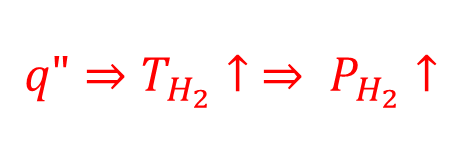 q" ⇒ T_{H_2} ↑ ⇒ P_{H_2} ↑